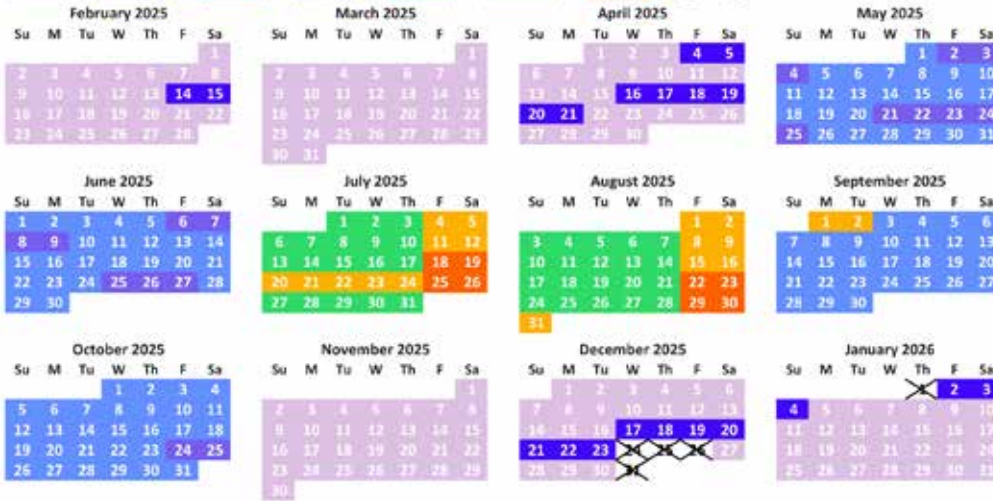 February 2025
Su M Tu W Th F Sa
1
2 3 4 5 6 7 8
9 10 11 12 13 14 15
16 17 18 19 20 21 22
23 24 25 26 27 28
March 2025
Su M Tu W Th F Sa
1
2 3 4 5 6 7 8
9 10 11 12 13 14 15
16 17 18 19 20 21 22
23 24 25 26 27 28 29
30 31
April 2025
Su M Tu W Th F Sa
1 2 3 4 5
6 7 8 9 10 11 12
13 14 15 16 17 18 19
20 21 22 23 24 25 26
27 28 29 30
May 2025
Su M Tu W Th F Sa
1 2 3
4 5 6 7 8 9 10
11 12 13 14 15 16 17
18 19 20 21 22 23 24
25 26 27 28 29 30 31
June 2025
Su M Tu W Th F Sa
1 2 3 4 5 6 7
8 9 10 11 12 13 14
15 16 17 18 19 20 21
22 23 24 25 26 27 28
29 30
July 2025
Su M Tu W Th F Sa
1 2 3 4 5
6 7 8 9 10 11 12
13 14 15 16 17 18 19
20 21 22 23 24 25 26
27 28 29 30 31
August 2025
Su M Tu W Th F Sa
1 2
3 4 5 6 7 8 9
10 11 12 13 14 15 16
17 18 19 20 21 22 23
24 25 26 27 28 29 30
31
September 2025
Su M Tu W Th F Sa
1 2 3 4 5 6
7 8 9 10 11 12 13
14 15 16 17 18 19 20
21 22 23 24 25 26 27
28 29 30
October 2025
Su M Tu W Th F Sa
1 2 3 4
5 6 7 8 9 10 11
12 13 14 15 16 17 18
19 20 21 22 23 24 25
26 27 28 29 30 31
November 2025
Su M Tu W Th F Sa
1
2 3 4 5 6 7 8
9 10 11 12 13 14 15
16 17 18 19 20 21 22
23 24 25 26 27 28 29
30
December 2025
Su M Tu W Th F Sa
1 2 3 4 5 6
7 8 9 10 11 12 13
14 15 16 17 18 19 20
21 22 23 24 25 26 27
28 29 30 31
January 2026
Su M Tu W Th F Sa
1 2 3
4 5 6 7 8 9 10
11 12 13 14 15 16 17
18 19 20 21 22 23 24
25 26 27 28 29 30 31